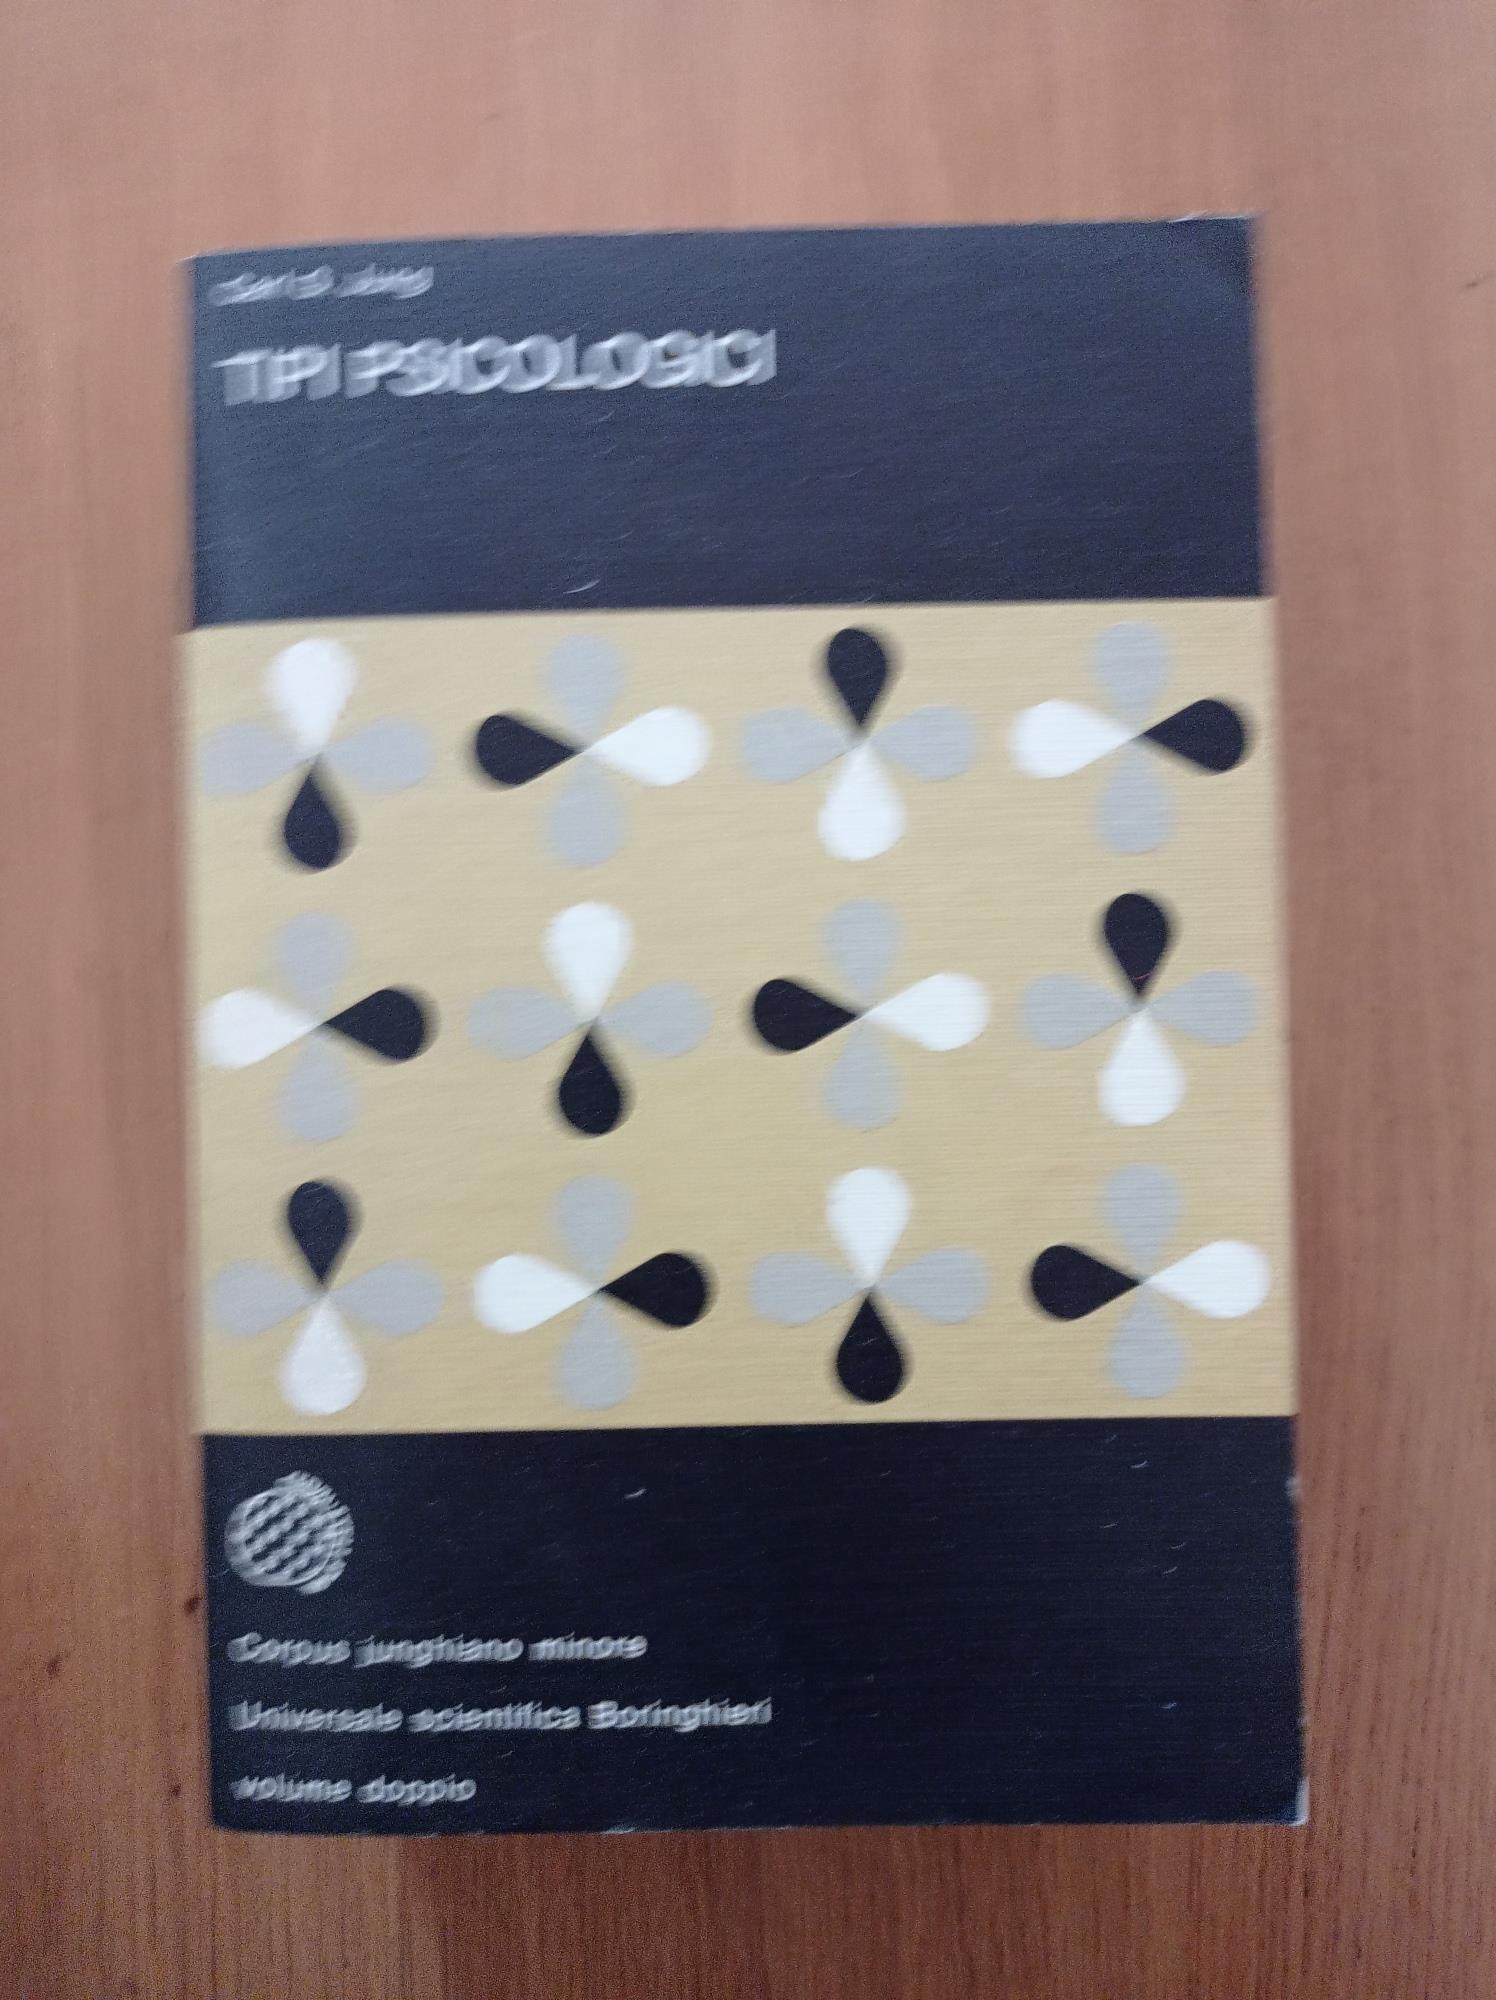 Carl G. Jung
TIPI PSICOLOGICI
Corpus junghiano minore
Universale scientifica Boringhieri
volume doppio